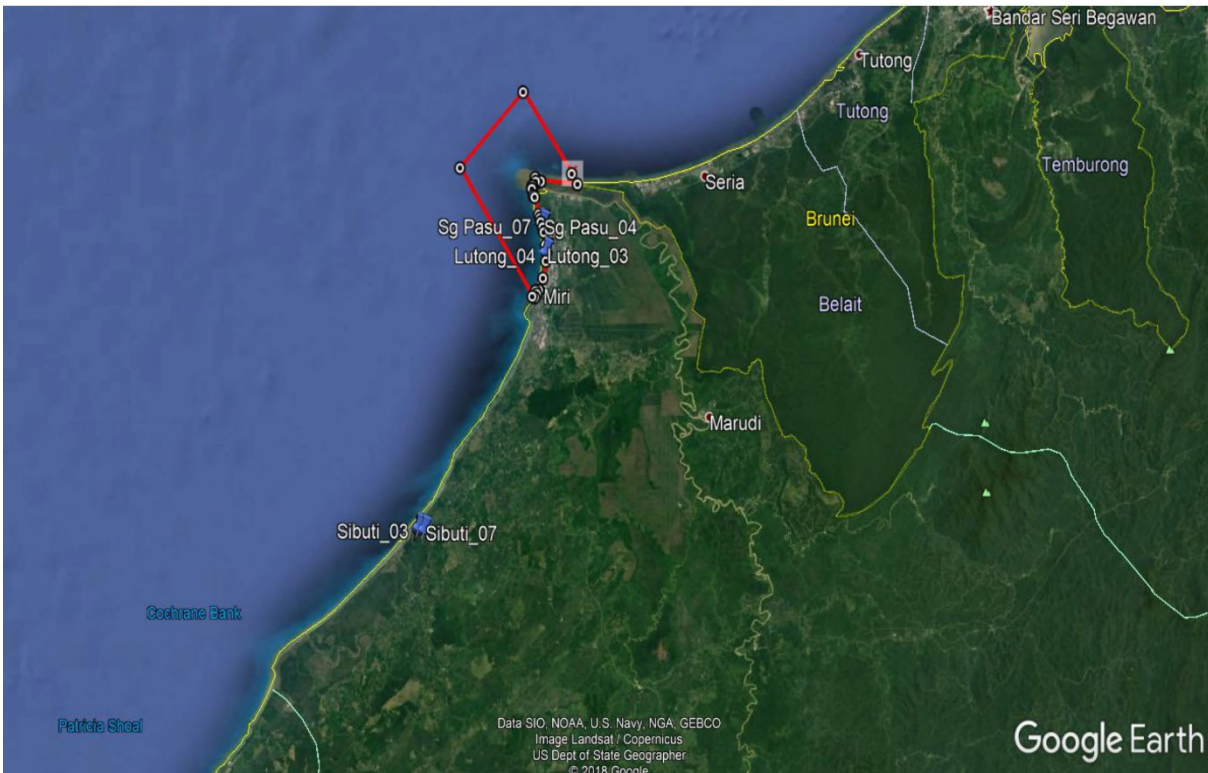 Bandar Seri Begawan
Tutong
Tutong
Temburong
Seria
Brunei
Sg Pasu_07
Sg Pasu_04
Lutong_04
Lutong_03
Miri
Belait
Marudi
Sibuti_03
Sibuti_07
Cochrane Bank
Patricia Shoal
Data SIO, NOAA, U.S. Navy, NGA, GEBCO
Image Landsat / Copernicus
US Dept of State Geographer
© 2018 Google
Google Earth